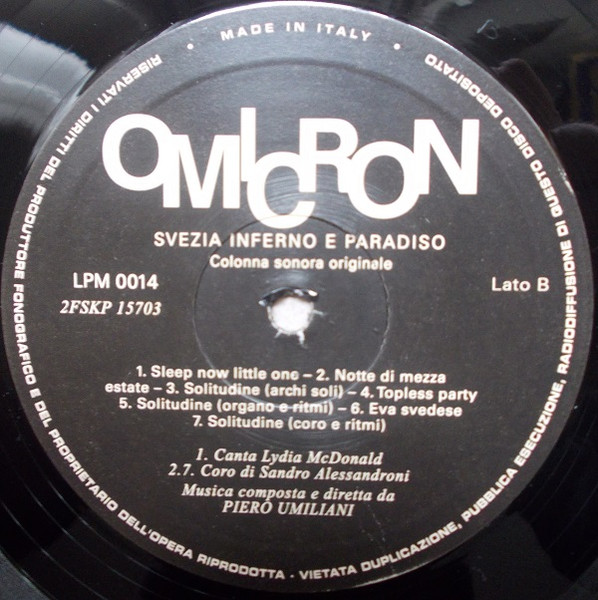 MADE IN ITALY
OMICRON
SVEZIA INFERNO E PARADISO
Colonna sonora originale
LPM 0014
2FSKP 15703
Lato B
1. Sleep now little one – 2. Notte di mezza
estate – 3. Solitudine (archi soli) – 4. Topless party
5. Solitudine (organo e ritmi) – 6. Eva svedese
7. Solitudine (coro e ritmi)
1. Canta Lydia McDonald
2.7. Coro di Sandro Alessandroni
Musica composta e diretta da
PIERO UMILIANI
RISERVATI I DIRITTI DEL PRODUTTORE FONOGRAFICO E DEL PROPRIETARIO DELL'OPERA RIPRODOTTA - VIETATA DUPLICAZIONE, PUBBLICA ESECUZIONE, RADIODIFFUSIONE DI QUESTO DISCO DEPOSITATO